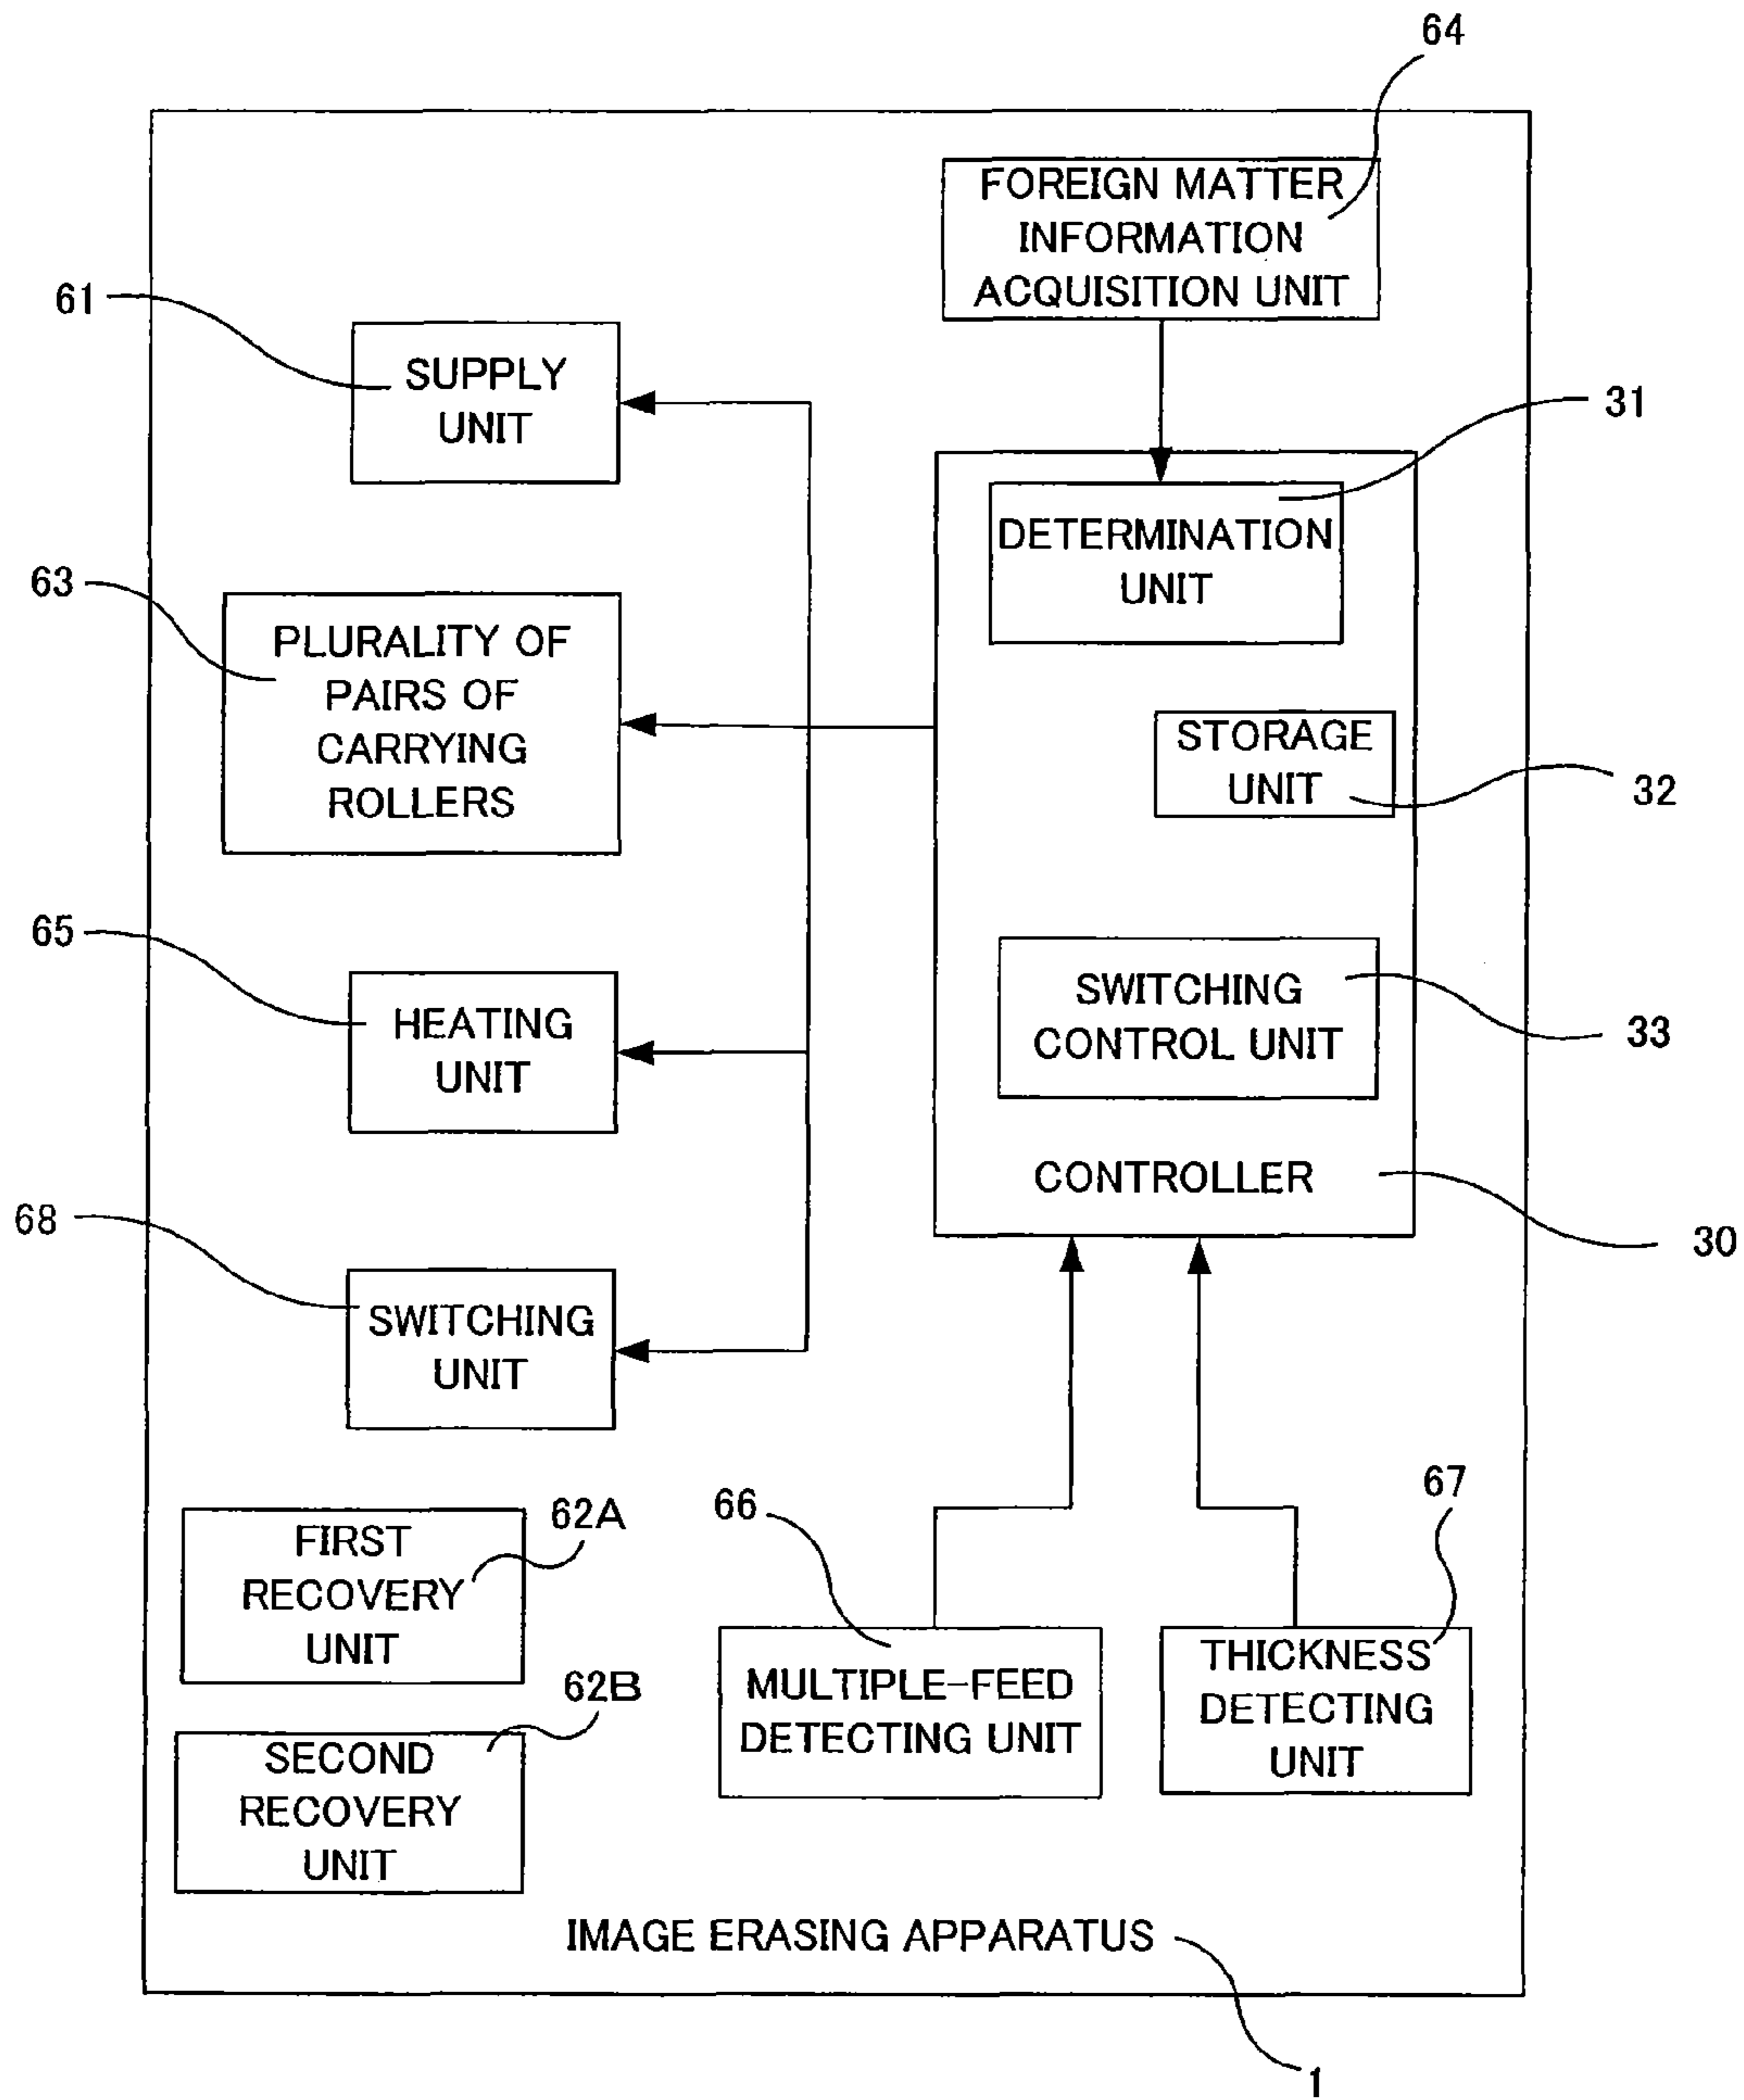 64
FOREIGN MATTER
INFORMATION
ACQUISITION UNIT
61
SUPPLY
UNIT
31
DETERMINATION
UNIT
63
PLURALITY OF
PAIRS OF
CARRYING
ROLLERS
STORAGE
UNIT
32
65
HEATING
UNIT
SWITCHING
CONTROL UNIT
33
CONTROLLER
30
68
SWITCHING
UNIT
62A
FIRST
RECOVERY
UNIT
66
MULTIPLE-FEED
DETECTING UNIT
67
THICKNESS
DETECTING
UNIT
62B
SECOND
RECOVERY
UNIT
IMAGE ERASING APPARATUS
1